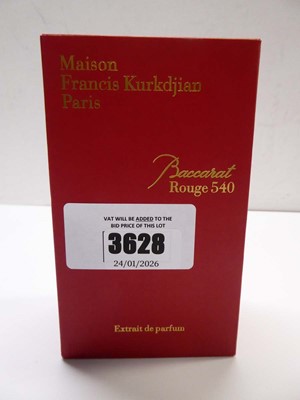 Maison
Francis Kurkdjian
Paris
Baccarat
Rouge 540
VAT WILL BE ADDED TO THE
BID PRICE OF THIS LOT
3628
24/01/2026
Extrait de parfum